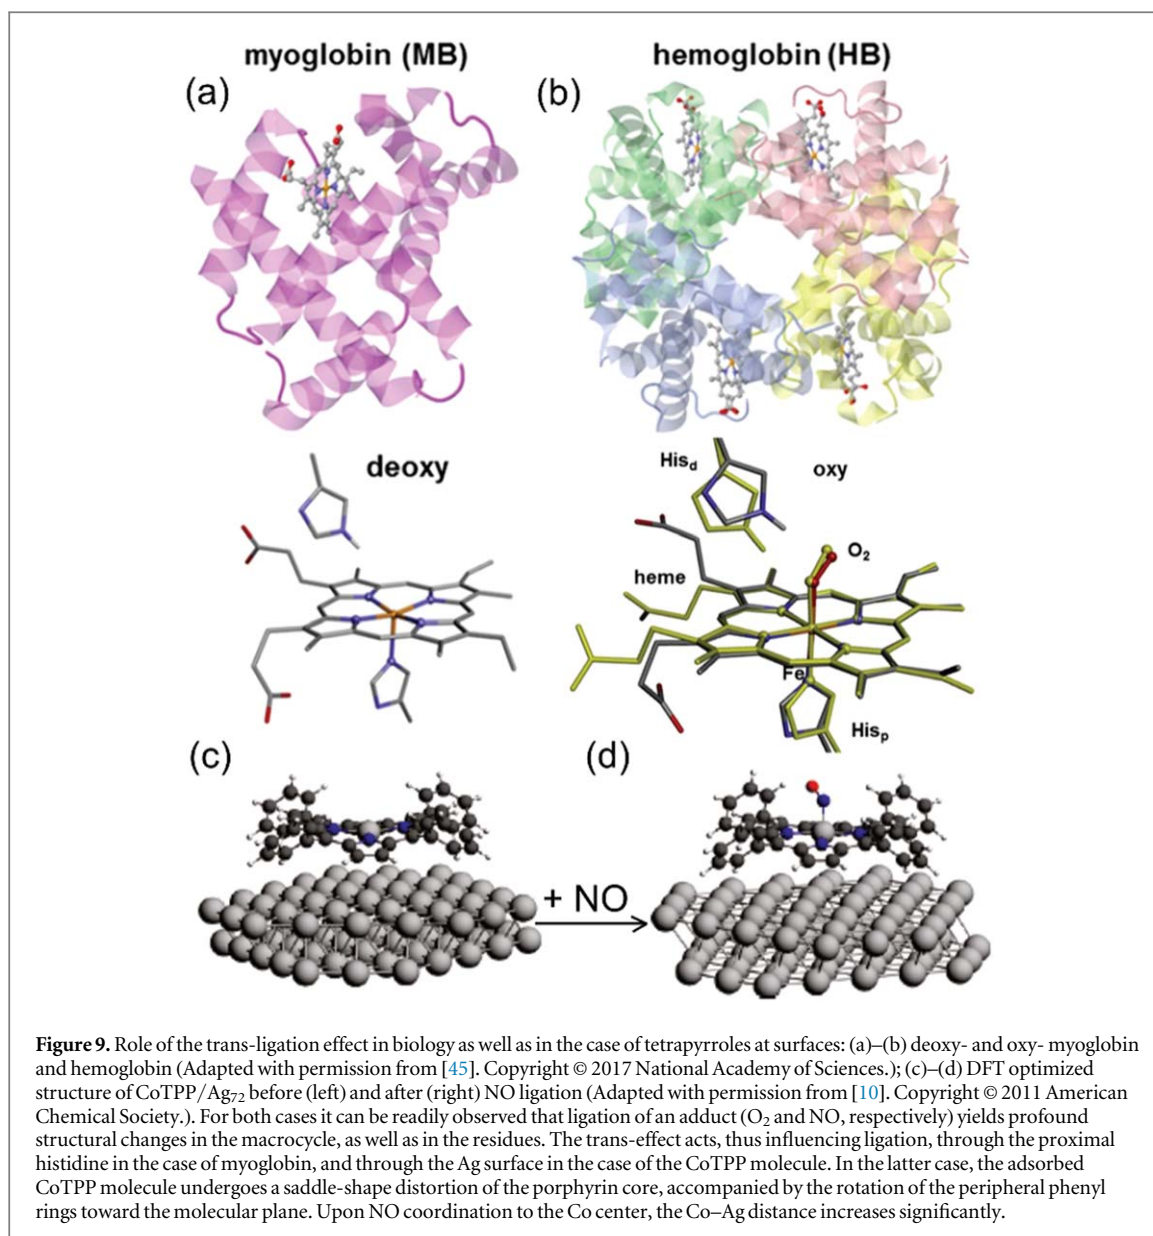 myoglobin (MB)
hemoglobin (HB)
(a)
(b)
deoxy
His_d
oxy
O₂
heme
Fe
His_p
(c)
(d)
+ NO
Figure 9. Role of the trans-ligation effect in biology as well as in the case of tetrapyrroles at surfaces: (a)–(b) deoxy- and oxy- myoglobin
and hemoglobin (Adapted with permission from [45]. Copyright © 2017 National Academy of Sciences.); (c)–(d) DFT optimized
structure of CoTPP/Ag₇₂ before (left) and after (right) NO ligation (Adapted with permission from [10]. Copyright © 2011 American
Chemical Society.). For both cases it can be readily observed that ligation of an adduct (O₂ and NO, respectively) yields profound
structural changes in the macrocycle, as well as in the residues. The trans-effect acts, thus influencing ligation, through the proximal
histidine in the case of myoglobin, and through the Ag surface in the case of the CoTPP molecule. In the latter case, the adsorbed
CoTPP molecule undergoes a saddle-shape distortion of the porphyrin core, accompanied by the rotation of the peripheral phenyl
rings toward the molecular plane. Upon NO coordination to the Co center, the Co–Ag distance increases significantly.